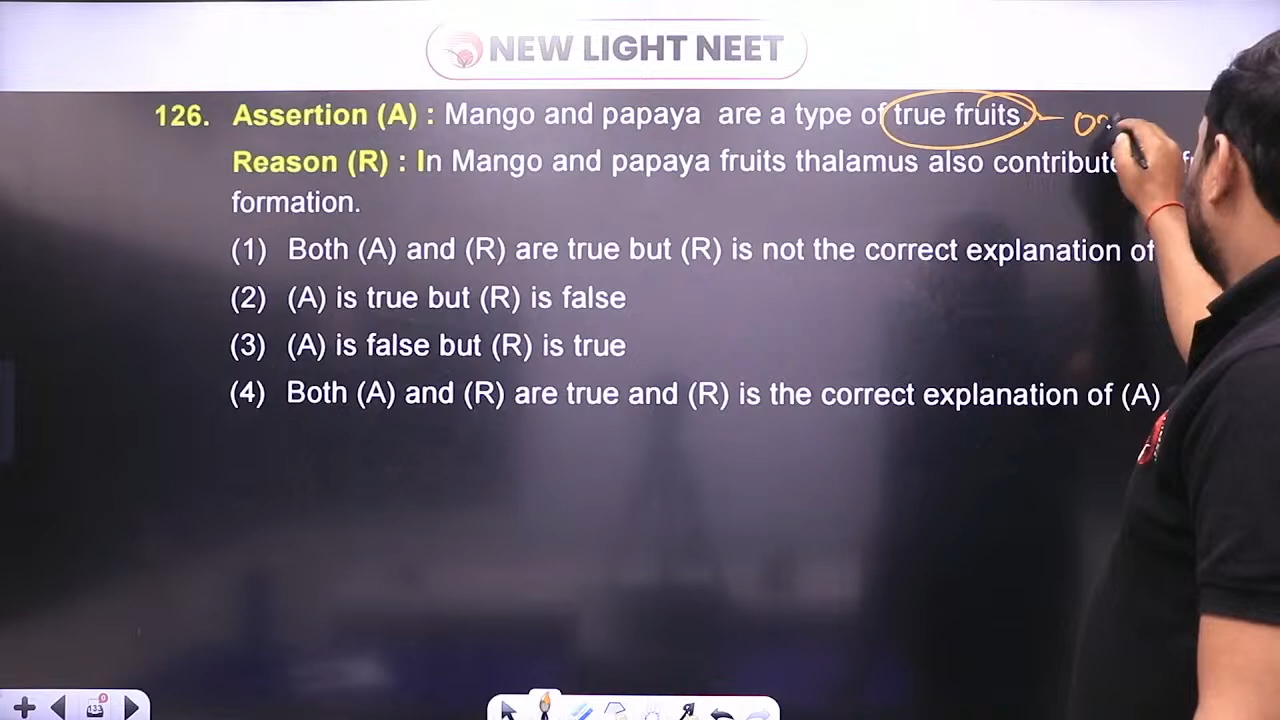 NEW LIGHT NEET
126. Assertion (A) : Mango and papaya are a type of true fruits.
Reason (R) : In Mango and papaya fruits thalamus also contribute
formation.
(1) Both (A) and (R) are true but (R) is not the correct explanation of
(2) (A) is true but (R) is false
(3) (A) is false but (R) is true
(4) Both (A) and (R) are true and (R) is the correct explanation of (A)
133